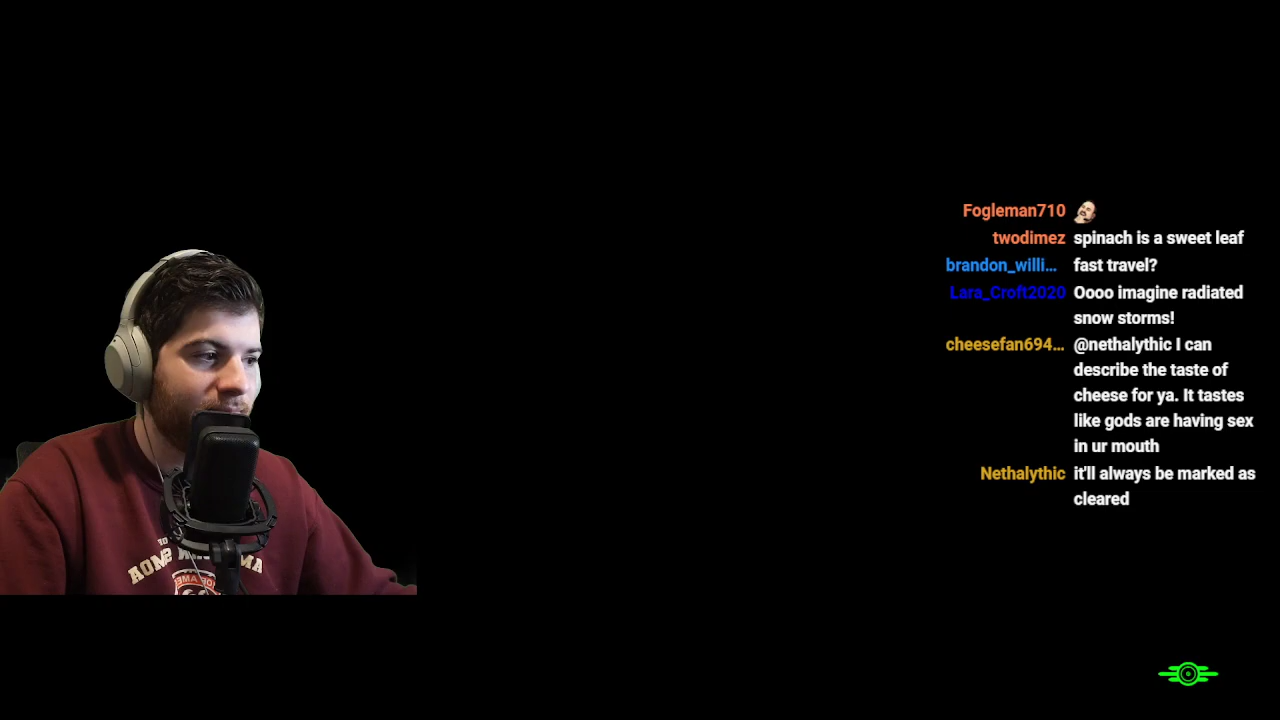 Fogleman710
twodimez spinach is a sweet leaf
brandon_willi... fast travel?
Lara_Croft2020 Oooo imagine radiated
snow storms!
cheesefan694... @nethalythic I can
describe the taste of
cheese for ya. It tastes
like gods are having sex
in ur mouth
Nethalythic it'll always be marked as
cleared